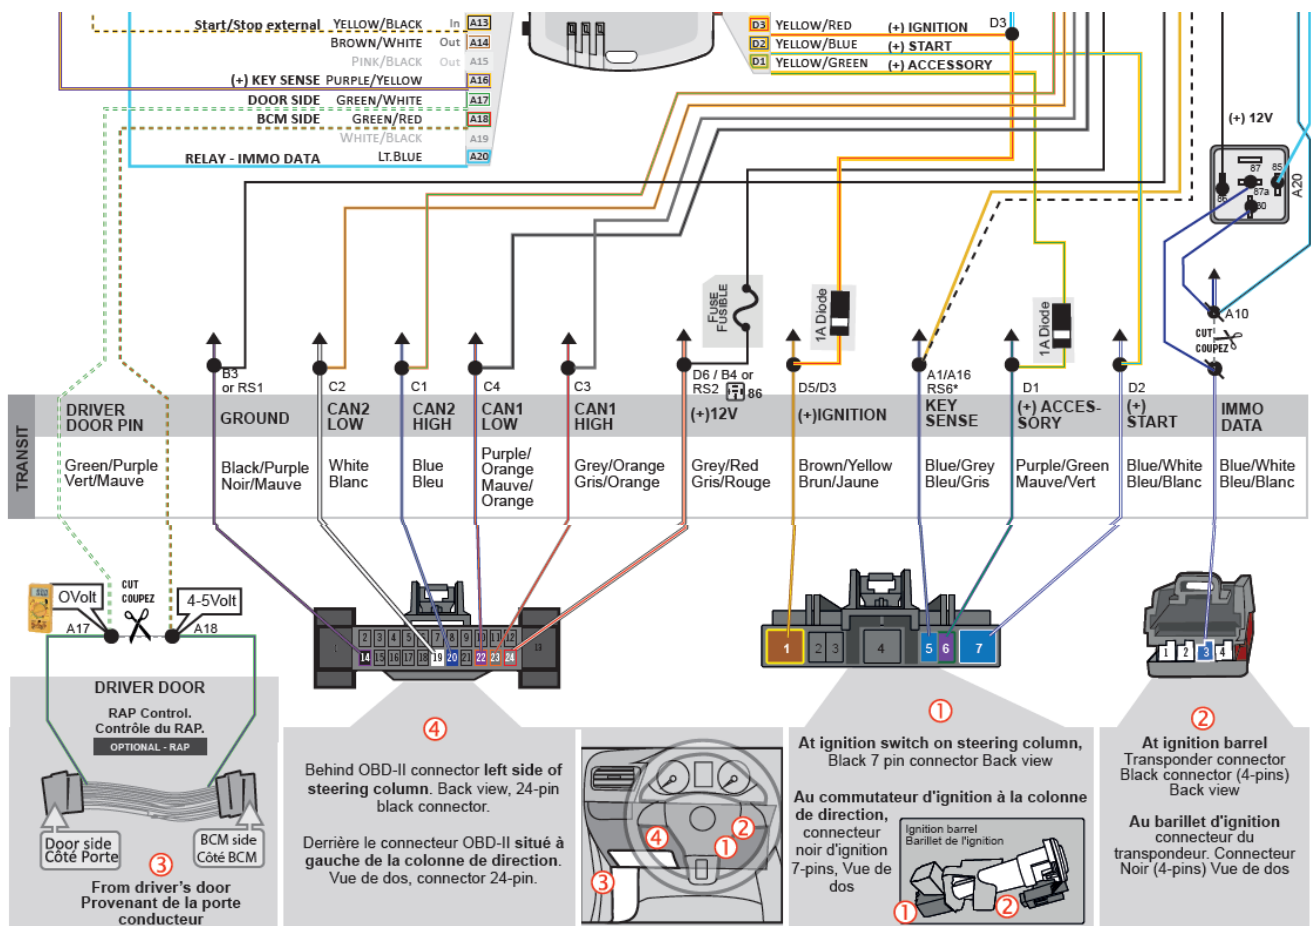 Start/Stop external YELLOW/BLACK In A13
BROWN/WHITE Out A14
PINK/BLACK Out A15
(+) KEY SENSE PURPLE/YELLOW A16
DOOR SIDE GREEN/WHITE A17
BCM SIDE GREEN/RED A18
WHITE/BLACK A19
RELAY - IMMO DATA LT.BLUE A20
D3 YELLOW/RED (+) IGNITION D3
D2 YELLOW/BLUE (+) START
D1 YELLOW/GREEN (+) ACCESSORY
(+) 12V
87 85
87a
86 30
A20
FUSE
FUSIBLE
1A Diode
1A Diode
A10
CUT
COUPEZ
B3
or RS1
C2
C1
C4
C3
D6 / B4 or
RS2 86
D5/D3
A1/A16
RS6*
D1
D2
TRANSIT
DRIVER
DOOR PIN
GROUND
CAN2
LOW
CAN2
HIGH
CAN1
LOW
CAN1
HIGH
(+)12V
(+)IGNITION
KEY
SENSE
(+) ACCES-
SORY
(+)
START
IMMO
DATA
Green/Purple
Vert/Mauve
Black/Purple
Noir/Mauve
White
Blanc
Blue
Bleu
Purple/
Orange
Mauve/
Orange
Grey/Orange
Gris/Orange
Grey/Red
Gris/Rouge
Brown/Yellow
Brun/Jaune
Blue/Grey
Bleu/Gris
Purple/Green
Mauve/Vert
Blue/White
Bleu/Blanc
Blue/White
Bleu/Blanc
0Volt
CUT
COUPEZ
4-5Volt
A17
A18
2 3 4 5 6 7 8 9 10 11 12
1 13
14 15 16 17 18 19 20 21 22 23 24
1 2 3 4 5 6 7
1 2 3 4
DRIVER DOOR
RAP Control.
Contrôle du RAP.
OPTIONAL - RAP
Door side
Côté Porte
BCM side
Côté BCM
3
From driver's door
Provenant de la porte
conducteur
4
Behind OBD-II connector left side of
steering column. Back view, 24-pin
black connector.
Derrière le connecteur OBD-II situé à
gauche de la colonne de direction.
Vue de dos, connector 24-pin.
4
2
1
3
1
At ignition switch on steering column,
Black 7 pin connector Back view
Au commutateur d'ignition à la colonne
de direction,
connecteur
noir d'ignition
7-pins, Vue de
dos
Ignition barrel
Barillet de l'ignition
1
2
2
At ignition barrel
Transponder connector
Black connector (4-pins)
Back view
Au barillet d'ignition
connecteur du
transpondeur. Connecteur
Noir (4-pins) Vue de dos